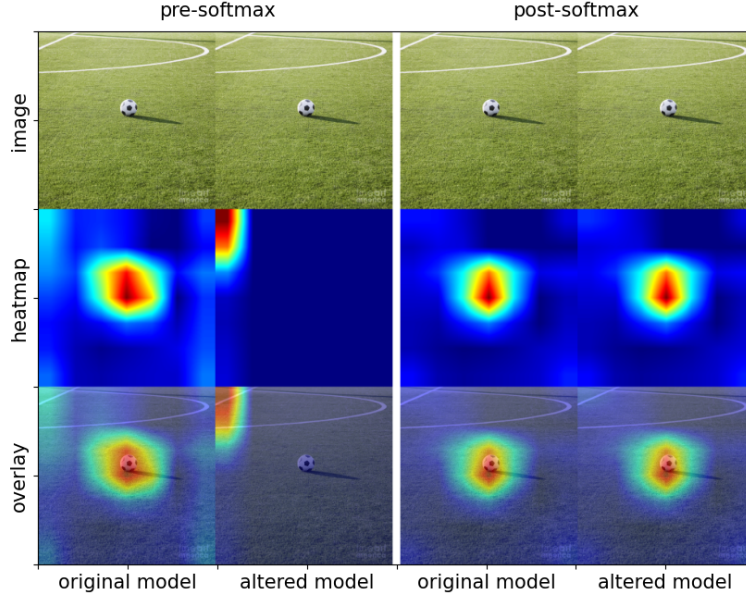 pre-softmax
post-softmax
image
heatmap
overlay
original model
altered model
original model
altered model